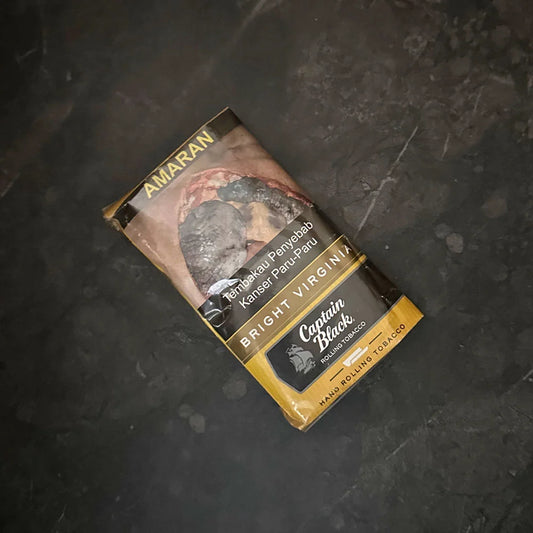 AMARAN
Tembakau Penyebab
Kanser Paru-Paru
BRIGHT VIRGINIA
Captain
Black
ROLLING TOBACCO
HAND ROLLING TOBACCO